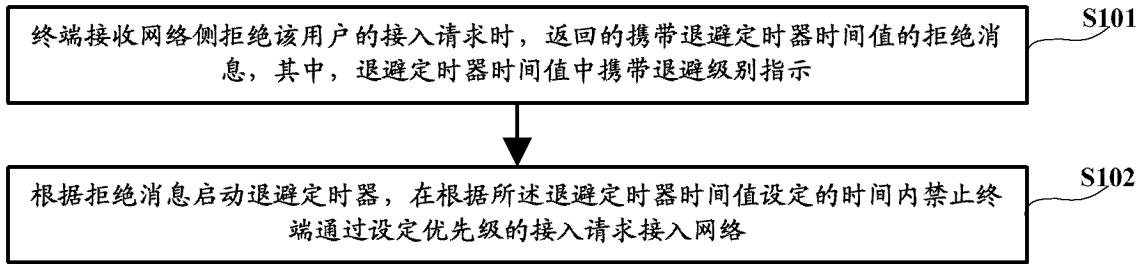 终端接收网络侧拒绝该用户的接入请求时，返回的携带退避定时器时间值的拒绝消
息，其中，退避定时器时间值中携带退避级别指示
S101
根据拒绝消息启动退避定时器，在根据所述退避定时器时间值设定的时间内禁止终
端通过设定优先级的接入请求接入网络
S102